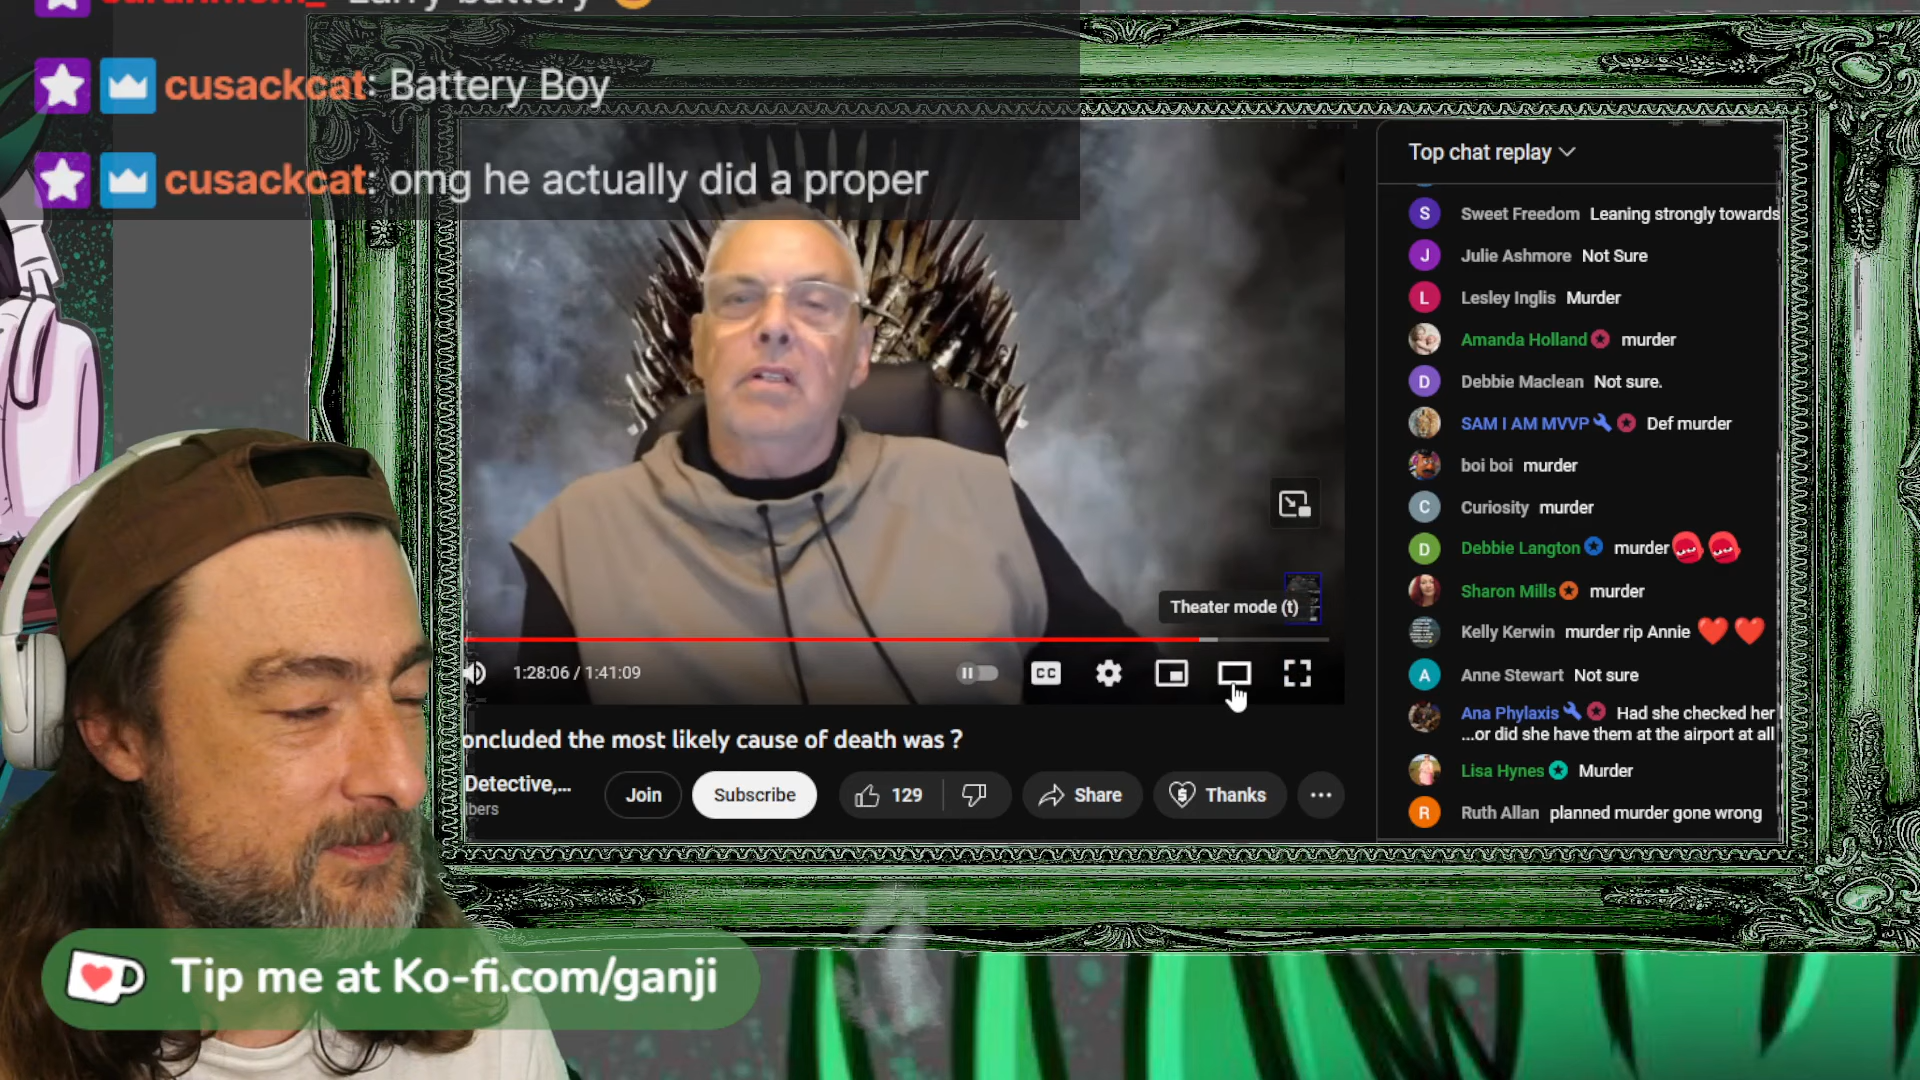 cusackcat: Battery Boy
cusackcat: omg he actually did a proper
Top chat replay
S Sweet Freedom Leaning strongly towards
J Julie Ashmore Not Sure
L Lesley Inglis Murder
Amanda Holland murder
D Debbie Maclean Not sure.
SAM I AM MVVP Def murder
boi boi murder
C Curiosity murder
D Debbie Langton murder
Sharon Mills murder
Kelly Kerwin murder rip Annie
A Anne Stewart Not sure
Ana Phylaxis Had she checked her
...or did she have them at the airport at all
Lisa Hynes Murder
R Ruth Allan planned murder gone wrong
Theater mode (t)
1:28:06 / 1:41:09
CC
oncluded the most likely cause of death was ?
Detective,...
ibers
Join
Subscribe
129
Share
Thanks
Tip me at Ko-fi.com/ganji